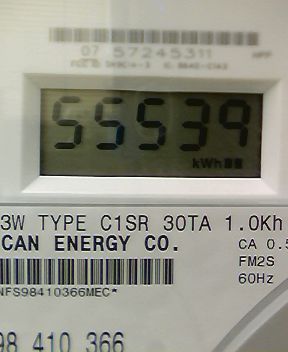 07 57245311
55539
kWh
3W TYPE C1SR 30TA 1.0Kh
CAN ENERGY CO.
CA 0.5
FM2S
60Hz
NFS98410366MEC*
98 410 366